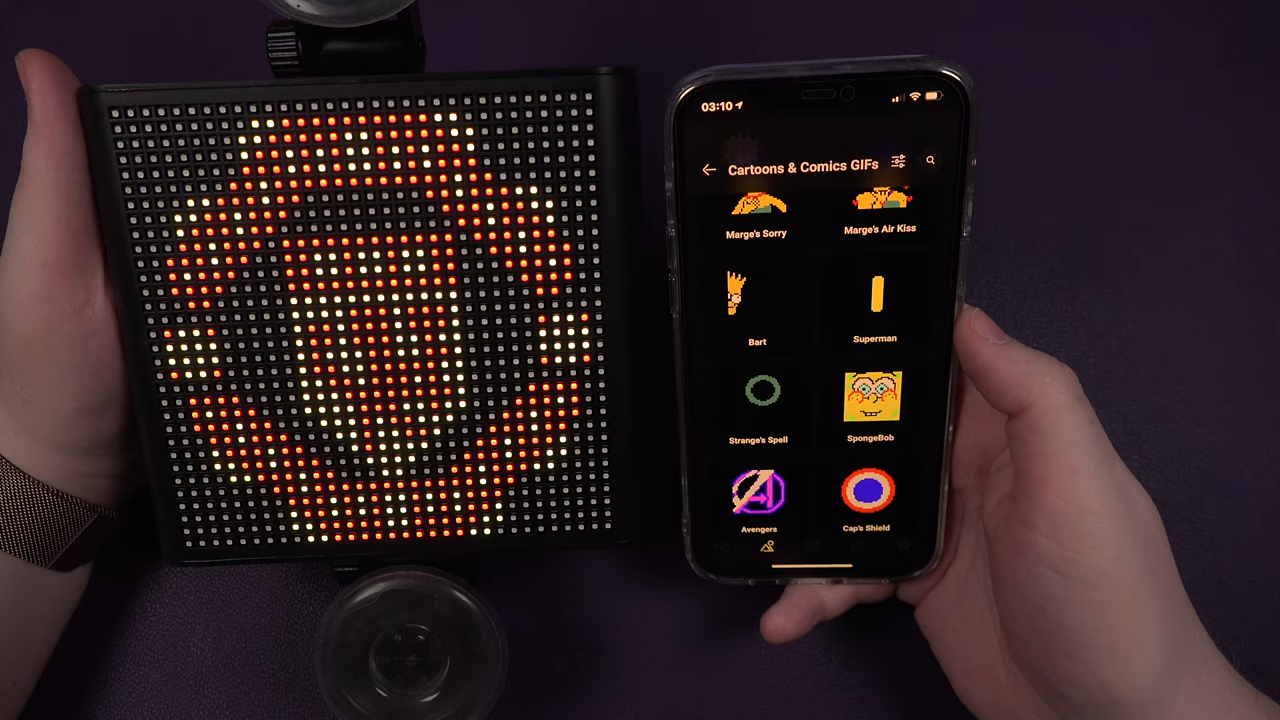 03:10
Cartoons & Comics GIFs
Marge's Sorry
Marge's Air Kiss
Bart
Superman
Strange's Spell
SpongeBob
Avengers
Cap's Shield